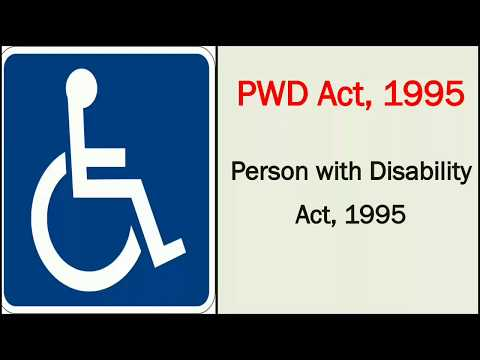 PWD Act, 1995
Person with Disability
Act, 1995